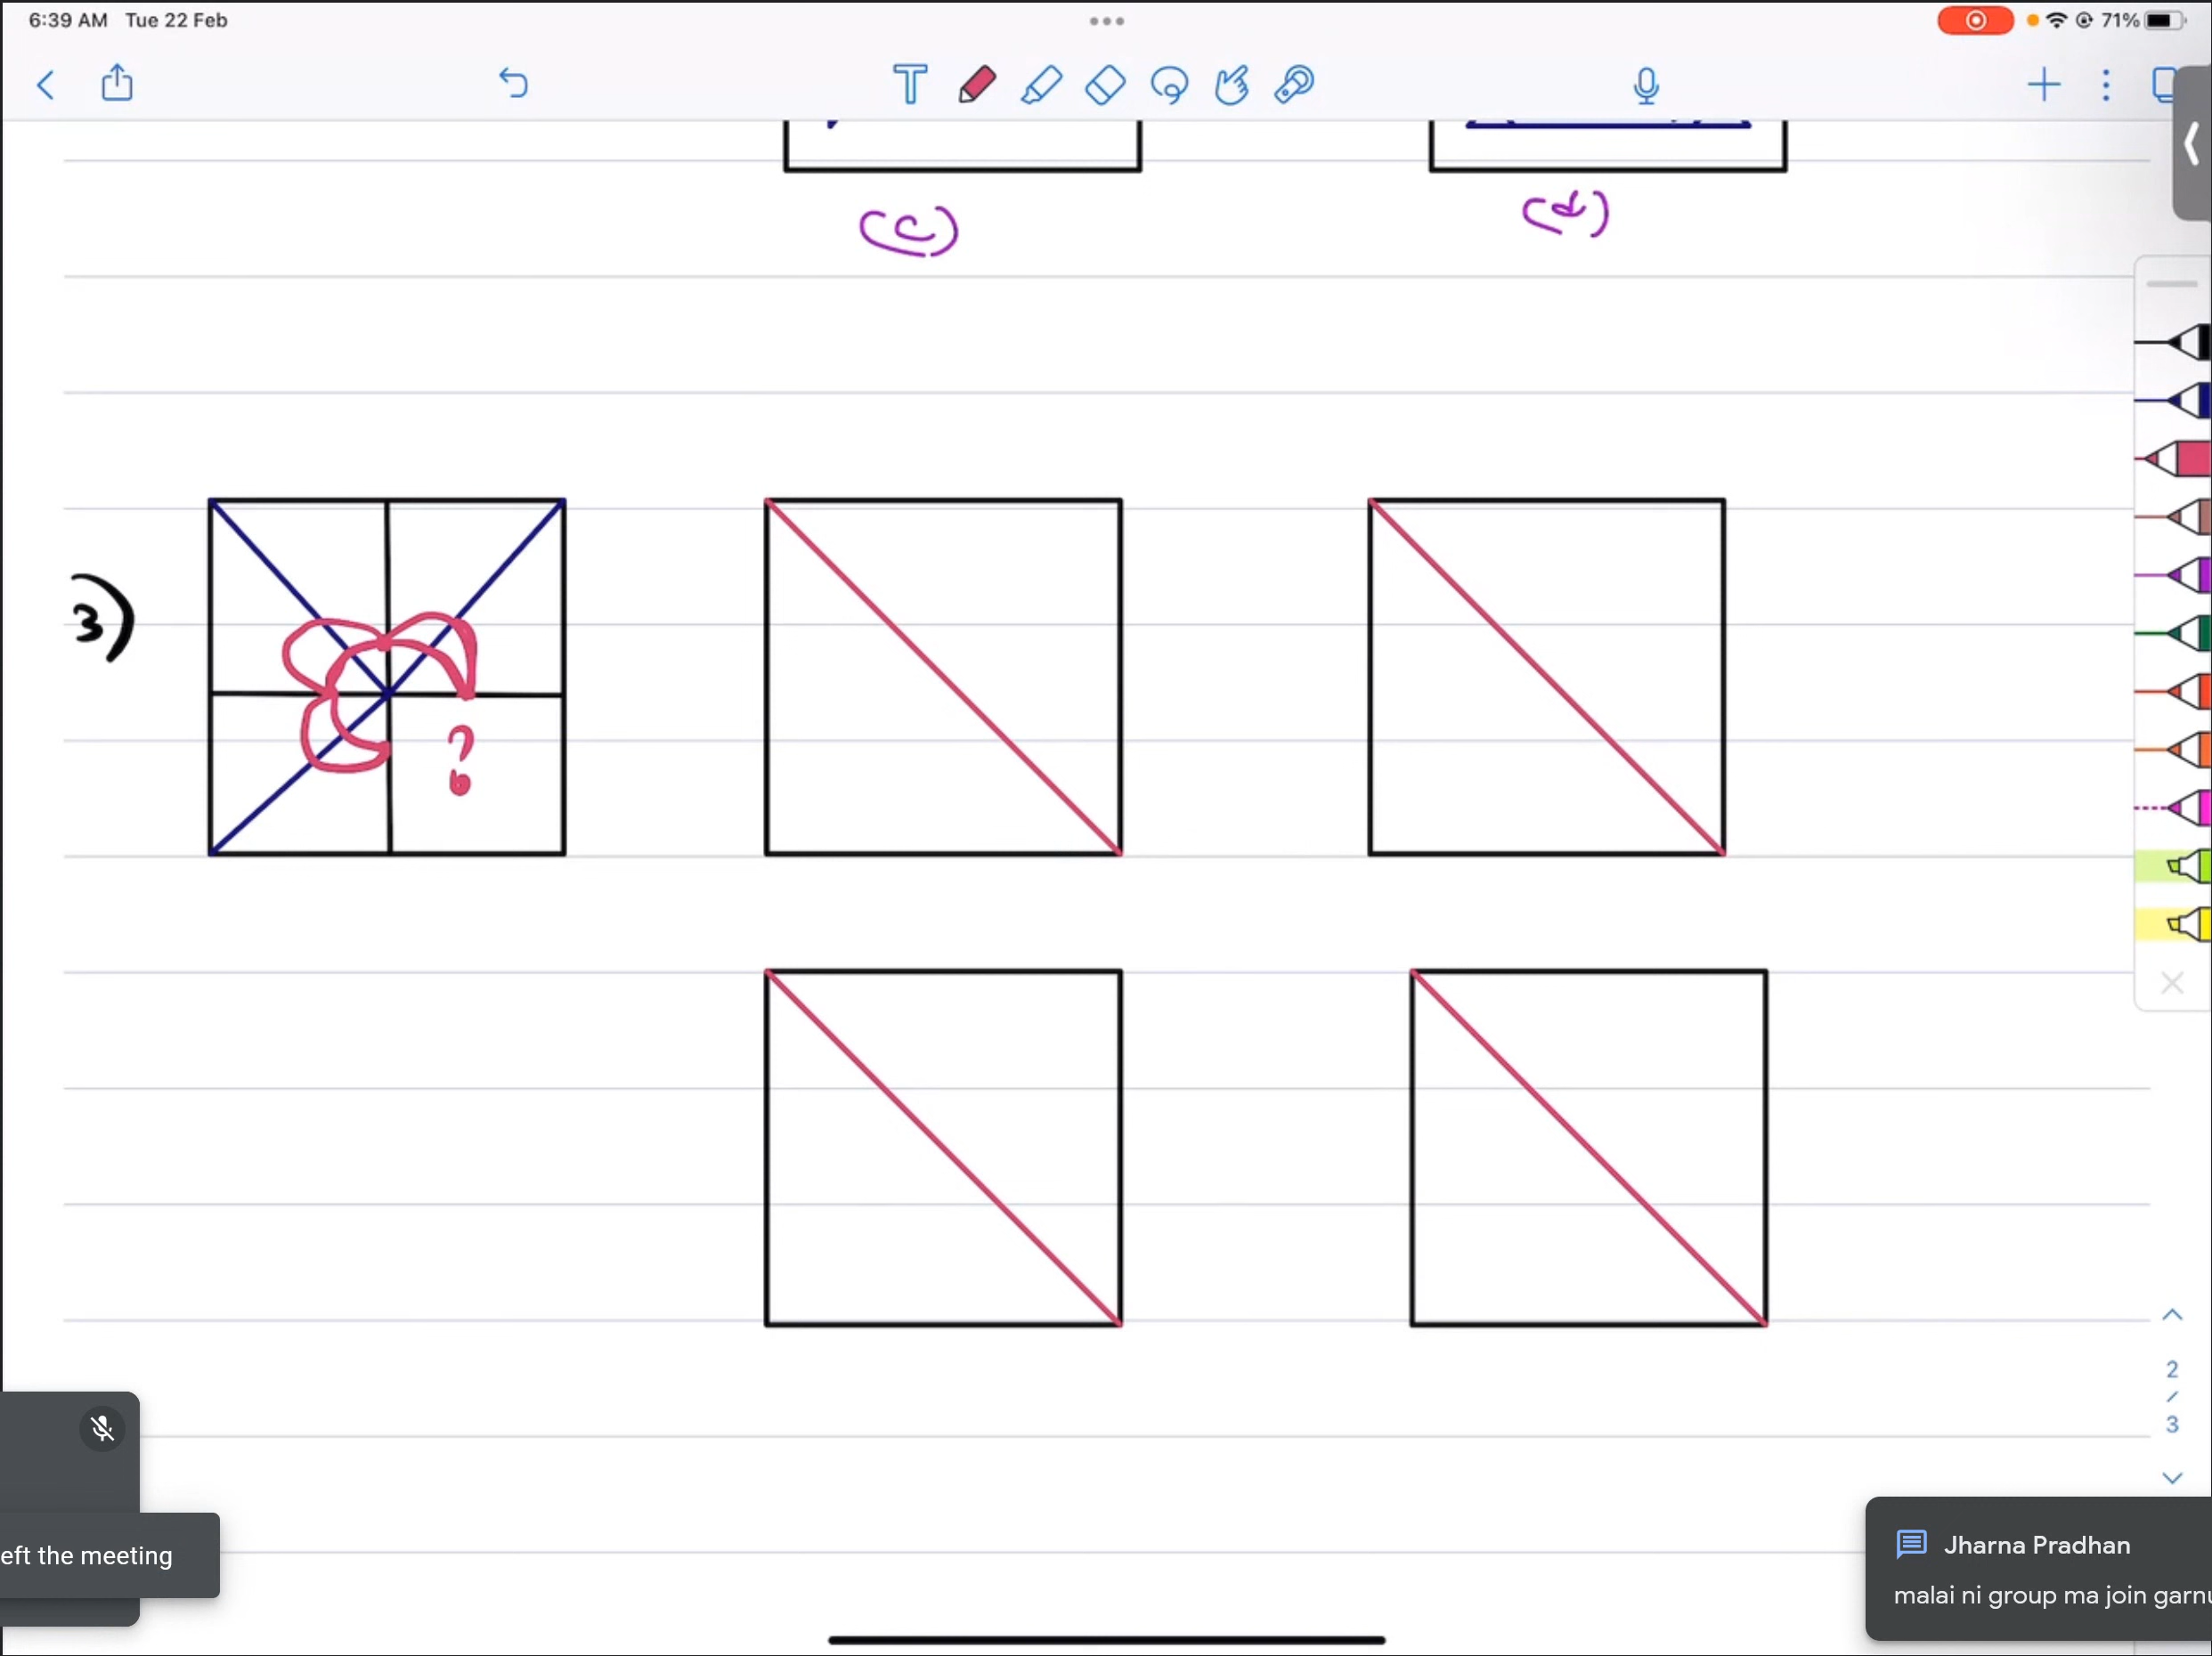 6:39 AM Tue 22 Feb
71%
T
(c)
(d)
3)
?
2
/
3
eft the meeting
Jharna Pradhan
malai ni group ma join garnu